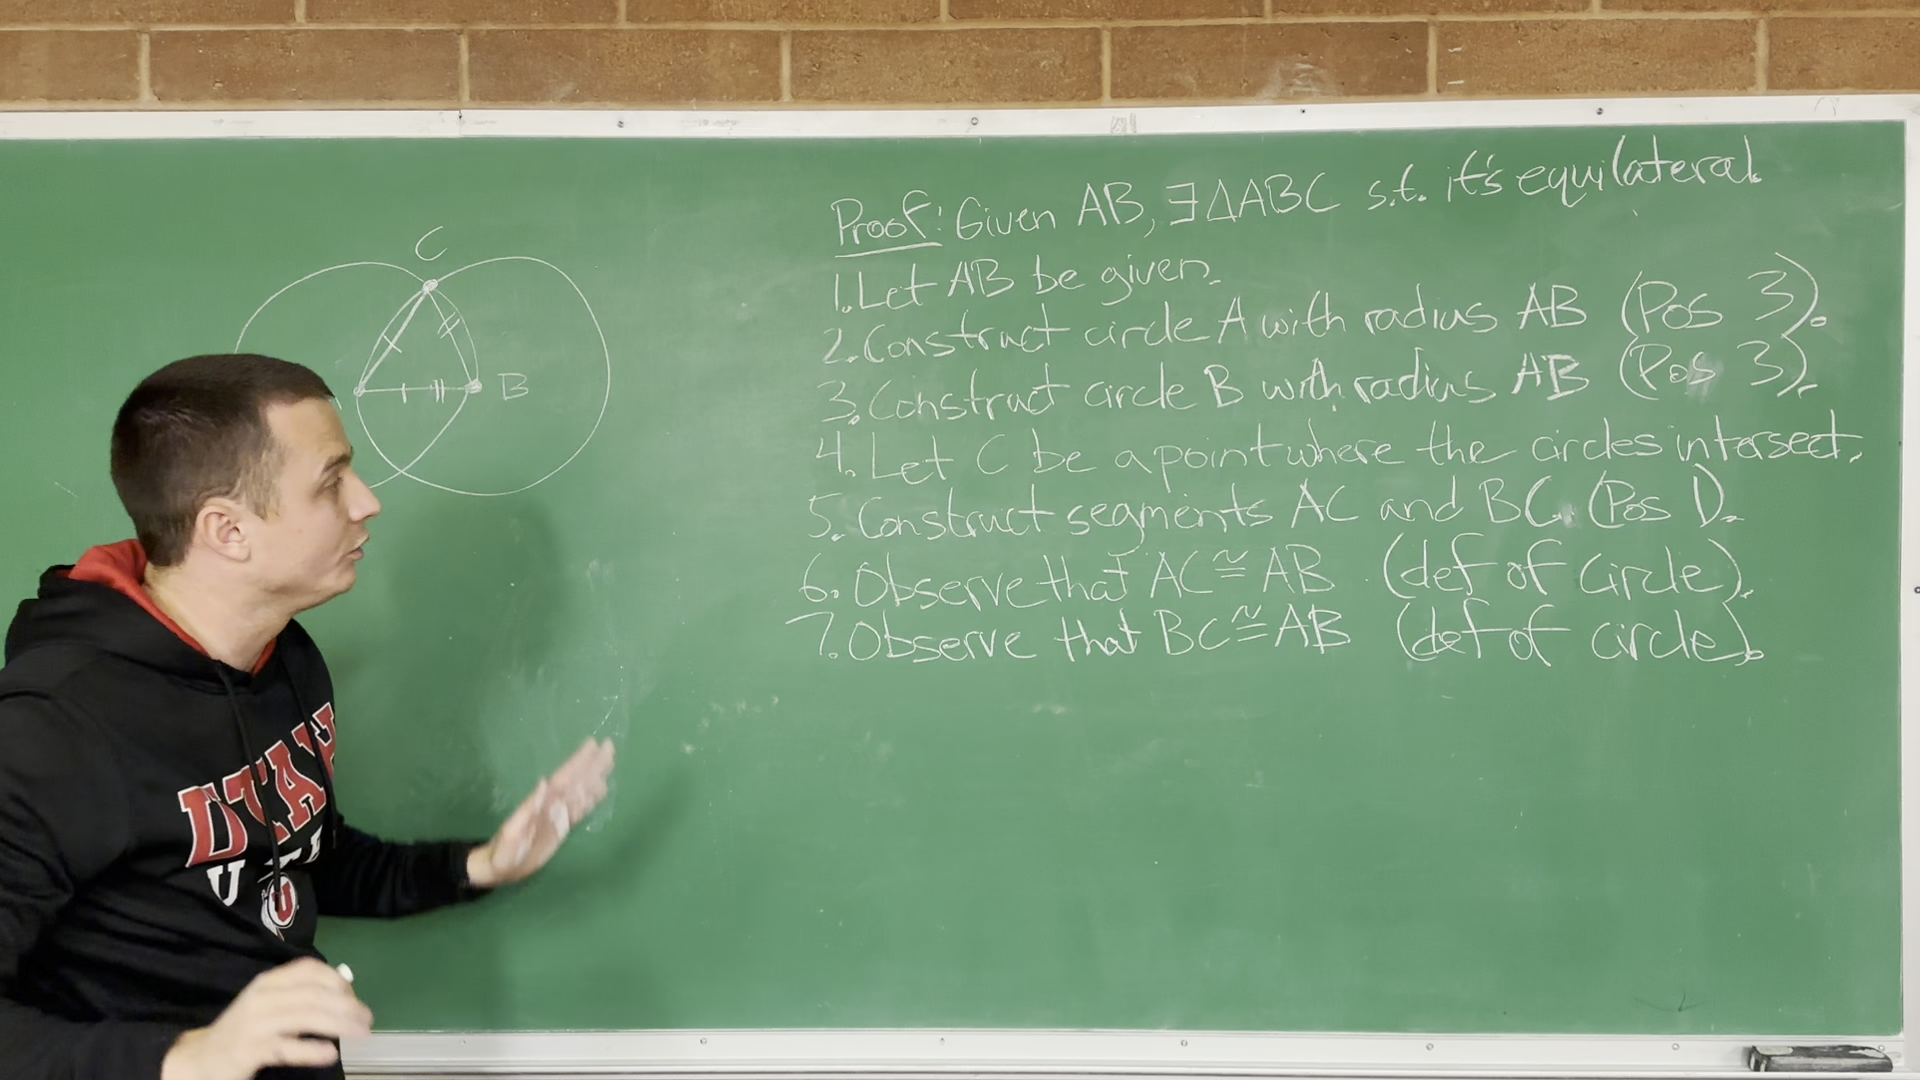 Proof: Given AB, ∃ΔABC s.t. it's equilateral.
1. Let AB be given.
2. Construct circle A with radius AB (Pos 3).
3. Construct circle B with radius AB (Pos 3).
4. Let C be a point where the circles intersect.
5. Construct segments AC and BC. (Pos 1).
6. Observe that AC ≅ AB (def of circle).
7. Observe that BC ≅ AB (def of circle).
C
B
UTAH
U
U